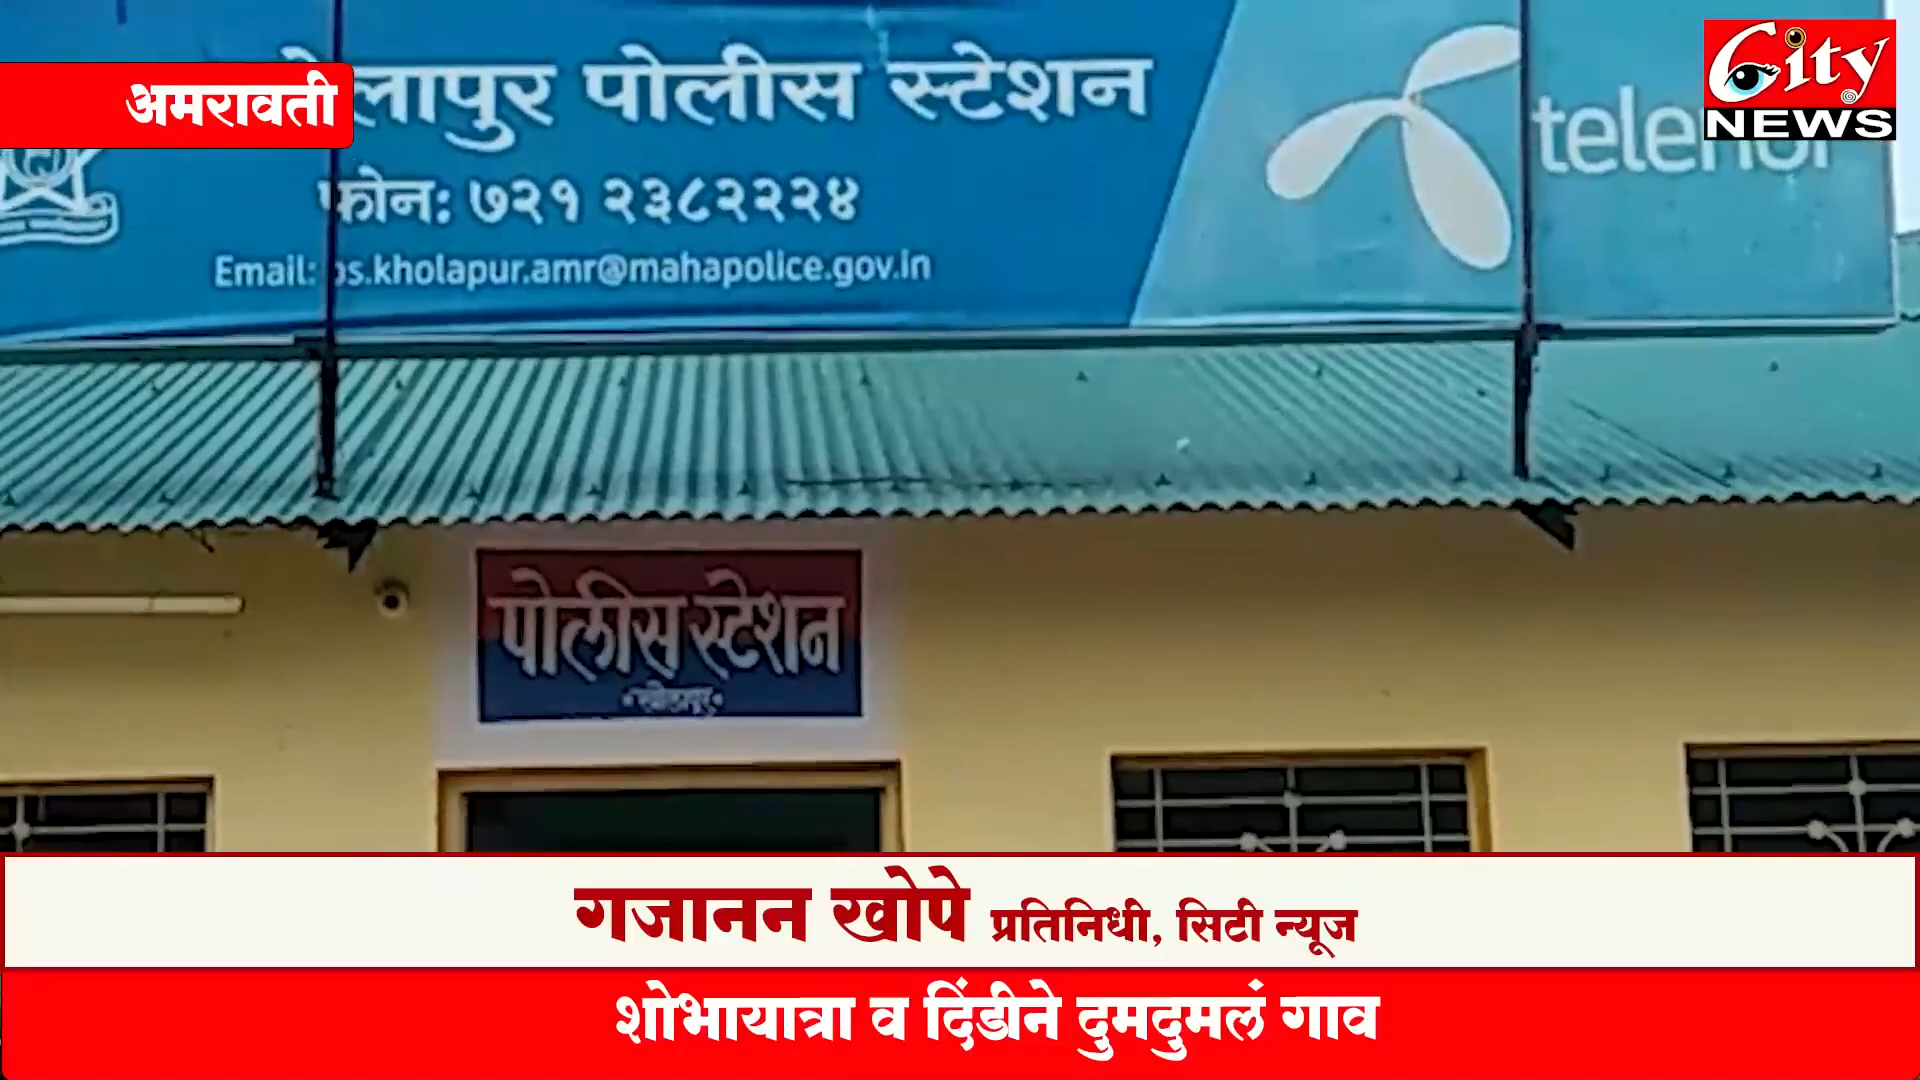 अमरावती
लापुर पोलीस स्टेशन
फोन: ७२१ २३८२२२४
Email: ps.kholapur.amr@mahapolice.gov.in
telenor
City
NEWS
पोलीस स्टेशन
खोलापूर
गजानन खोपे प्रतिनिधी, सिटी न्यूज
शोभायात्रा व दिंडीने दुमदुमलं गाव